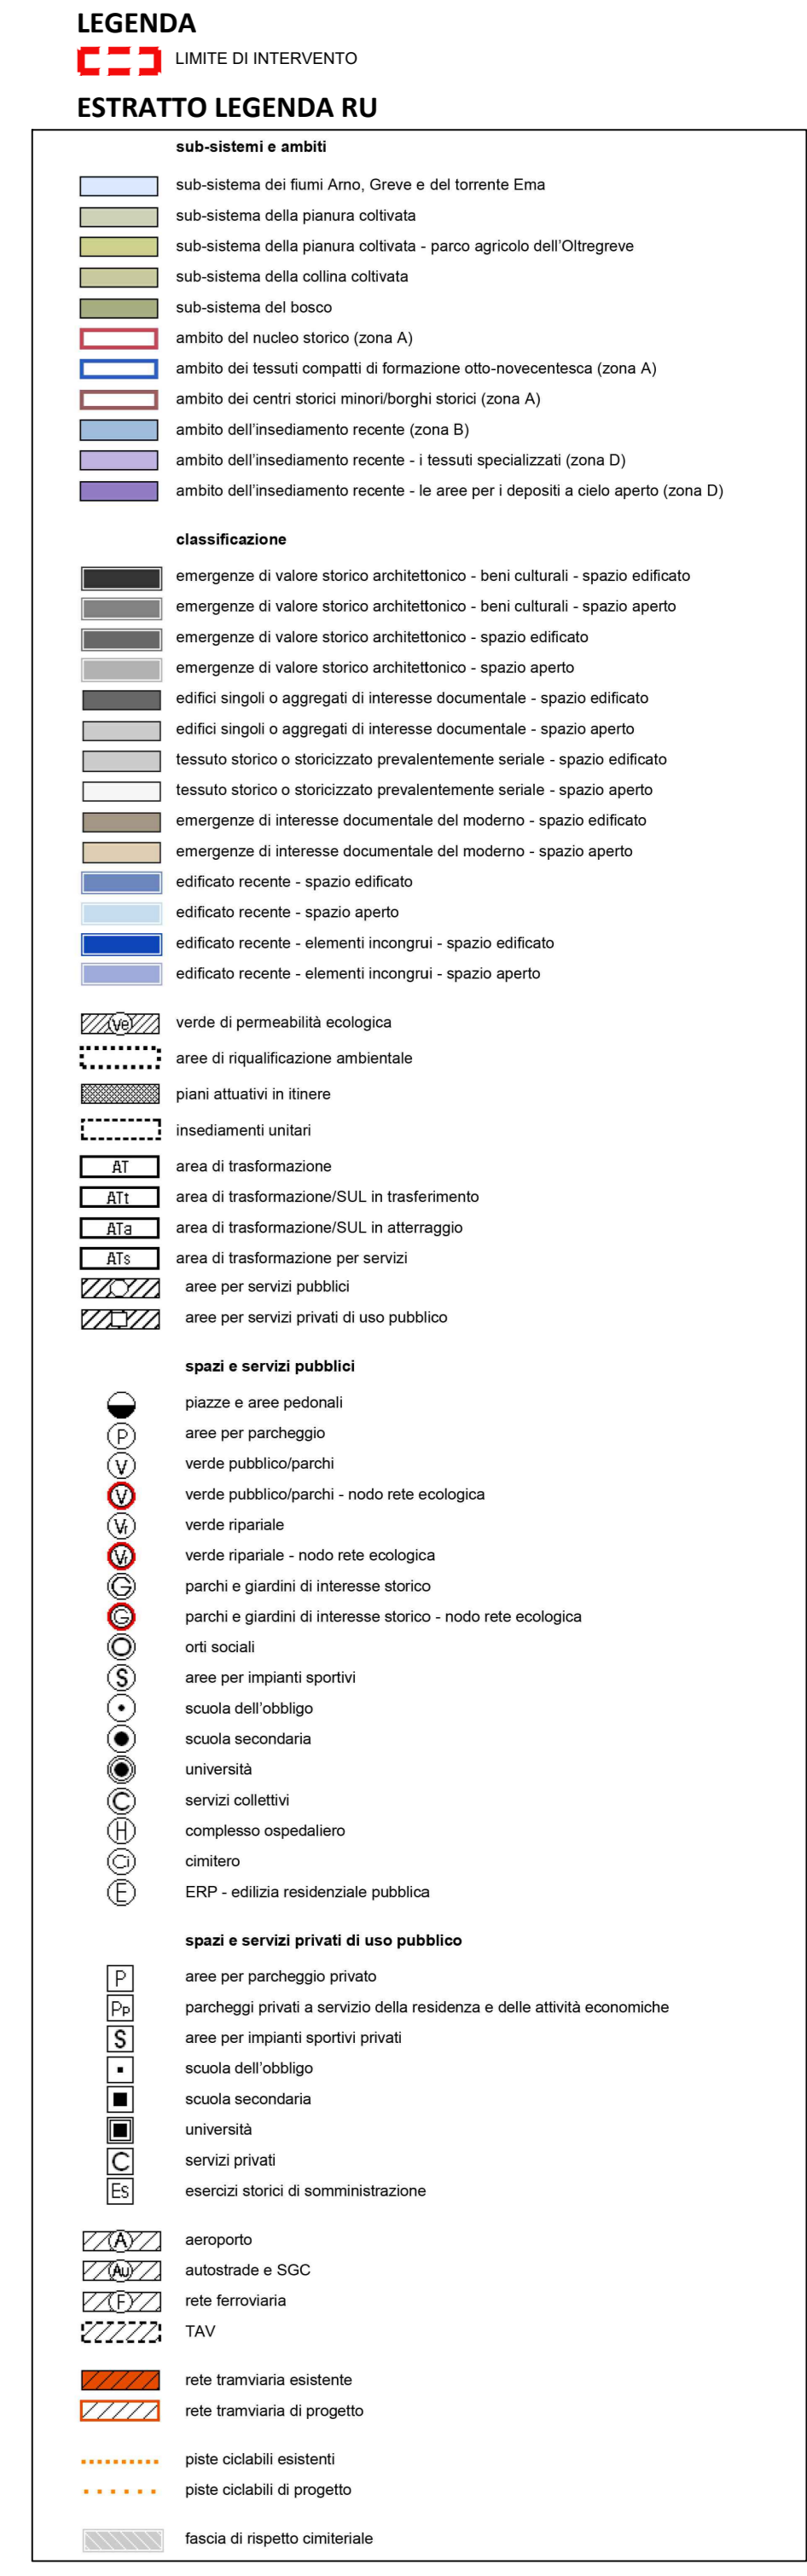 LEGENDA
LIMITE DI INTERVENTO
ESTRATTO LEGENDA RU
sub-sistemi e ambiti
sub-sistema dei fiumi Arno, Greve e del torrente Ema
sub-sistema della pianura coltivata
sub-sistema della pianura coltivata - parco agricolo dell'Oltregreve
sub-sistema della collina coltivata
sub-sistema del bosco
ambito del nucleo storico (zona A)
ambito dei tessuti compatti di formazione otto-novecentesca (zona A)
ambito dei centri storici minori/borghi storici (zona A)
ambito dell'insediamento recente (zona B)
ambito dell'insediamento recente - i tessuti specializzati (zona D)
ambito dell'insediamento recente - le aree per i depositi a cielo aperto (zona D)
classificazione
emergenze di valore storico architettonico - beni culturali - spazio edificato
emergenze di valore storico architettonico - beni culturali - spazio aperto
emergenze di valore storico architettonico - spazio edificato
emergenze di valore storico architettonico - spazio aperto
edifici singoli o aggregati di interesse documentale - spazio edificato
edifici singoli o aggregati di interesse documentale - spazio aperto
tessuto storico o storicizzato prevalentemente seriale - spazio edificato
tessuto storico o storicizzato prevalentemente seriale - spazio aperto
emergenze di interesse documentale del moderno - spazio edificato
emergenze di interesse documentale del moderno - spazio aperto
edificato recente - spazio edificato
edificato recente - spazio aperto
edificato recente - elementi incongrui - spazio edificato
edificato recente - elementi incongrui - spazio aperto
Ve verde di permeabilità ecologica
aree di riqualificazione ambientale
piani attuativi in itinere
insediamenti unitari
AT area di trasformazione
ATt area di trasformazione/SUL in trasferimento
ATa area di trasformazione/SUL in atterraggio
ATs area di trasformazione per servizi
aree per servizi pubblici
aree per servizi privati di uso pubblico
spazi e servizi pubblici
piazze e aree pedonali
P aree per parcheggio
V verde pubblico/parchi
V verde pubblico/parchi - nodo rete ecologica
Vr verde ripariale
Vr verde ripariale - nodo rete ecologica
G parchi e giardini di interesse storico
G parchi e giardini di interesse storico - nodo rete ecologica
orti sociali
S aree per impianti sportivi
scuola dell'obbligo
scuola secondaria
università
C servizi collettivi
H complesso ospedaliero
Ci cimitero
E ERP - edilizia residenziale pubblica
spazi e servizi privati di uso pubblico
P aree per parcheggio privato
Pp parcheggi privati a servizio della residenza e delle attività economiche
S aree per impianti sportivi privati
scuola dell'obbligo
scuola secondaria
università
C servizi privati
Es esercizi storici di somministrazione
A aeroporto
Au autostrade e SGC
F rete ferroviaria
TAV
rete tramviaria esistente
rete tramviaria di progetto
piste ciclabili esistenti
piste ciclabili di progetto
fascia di rispetto cimiteriale